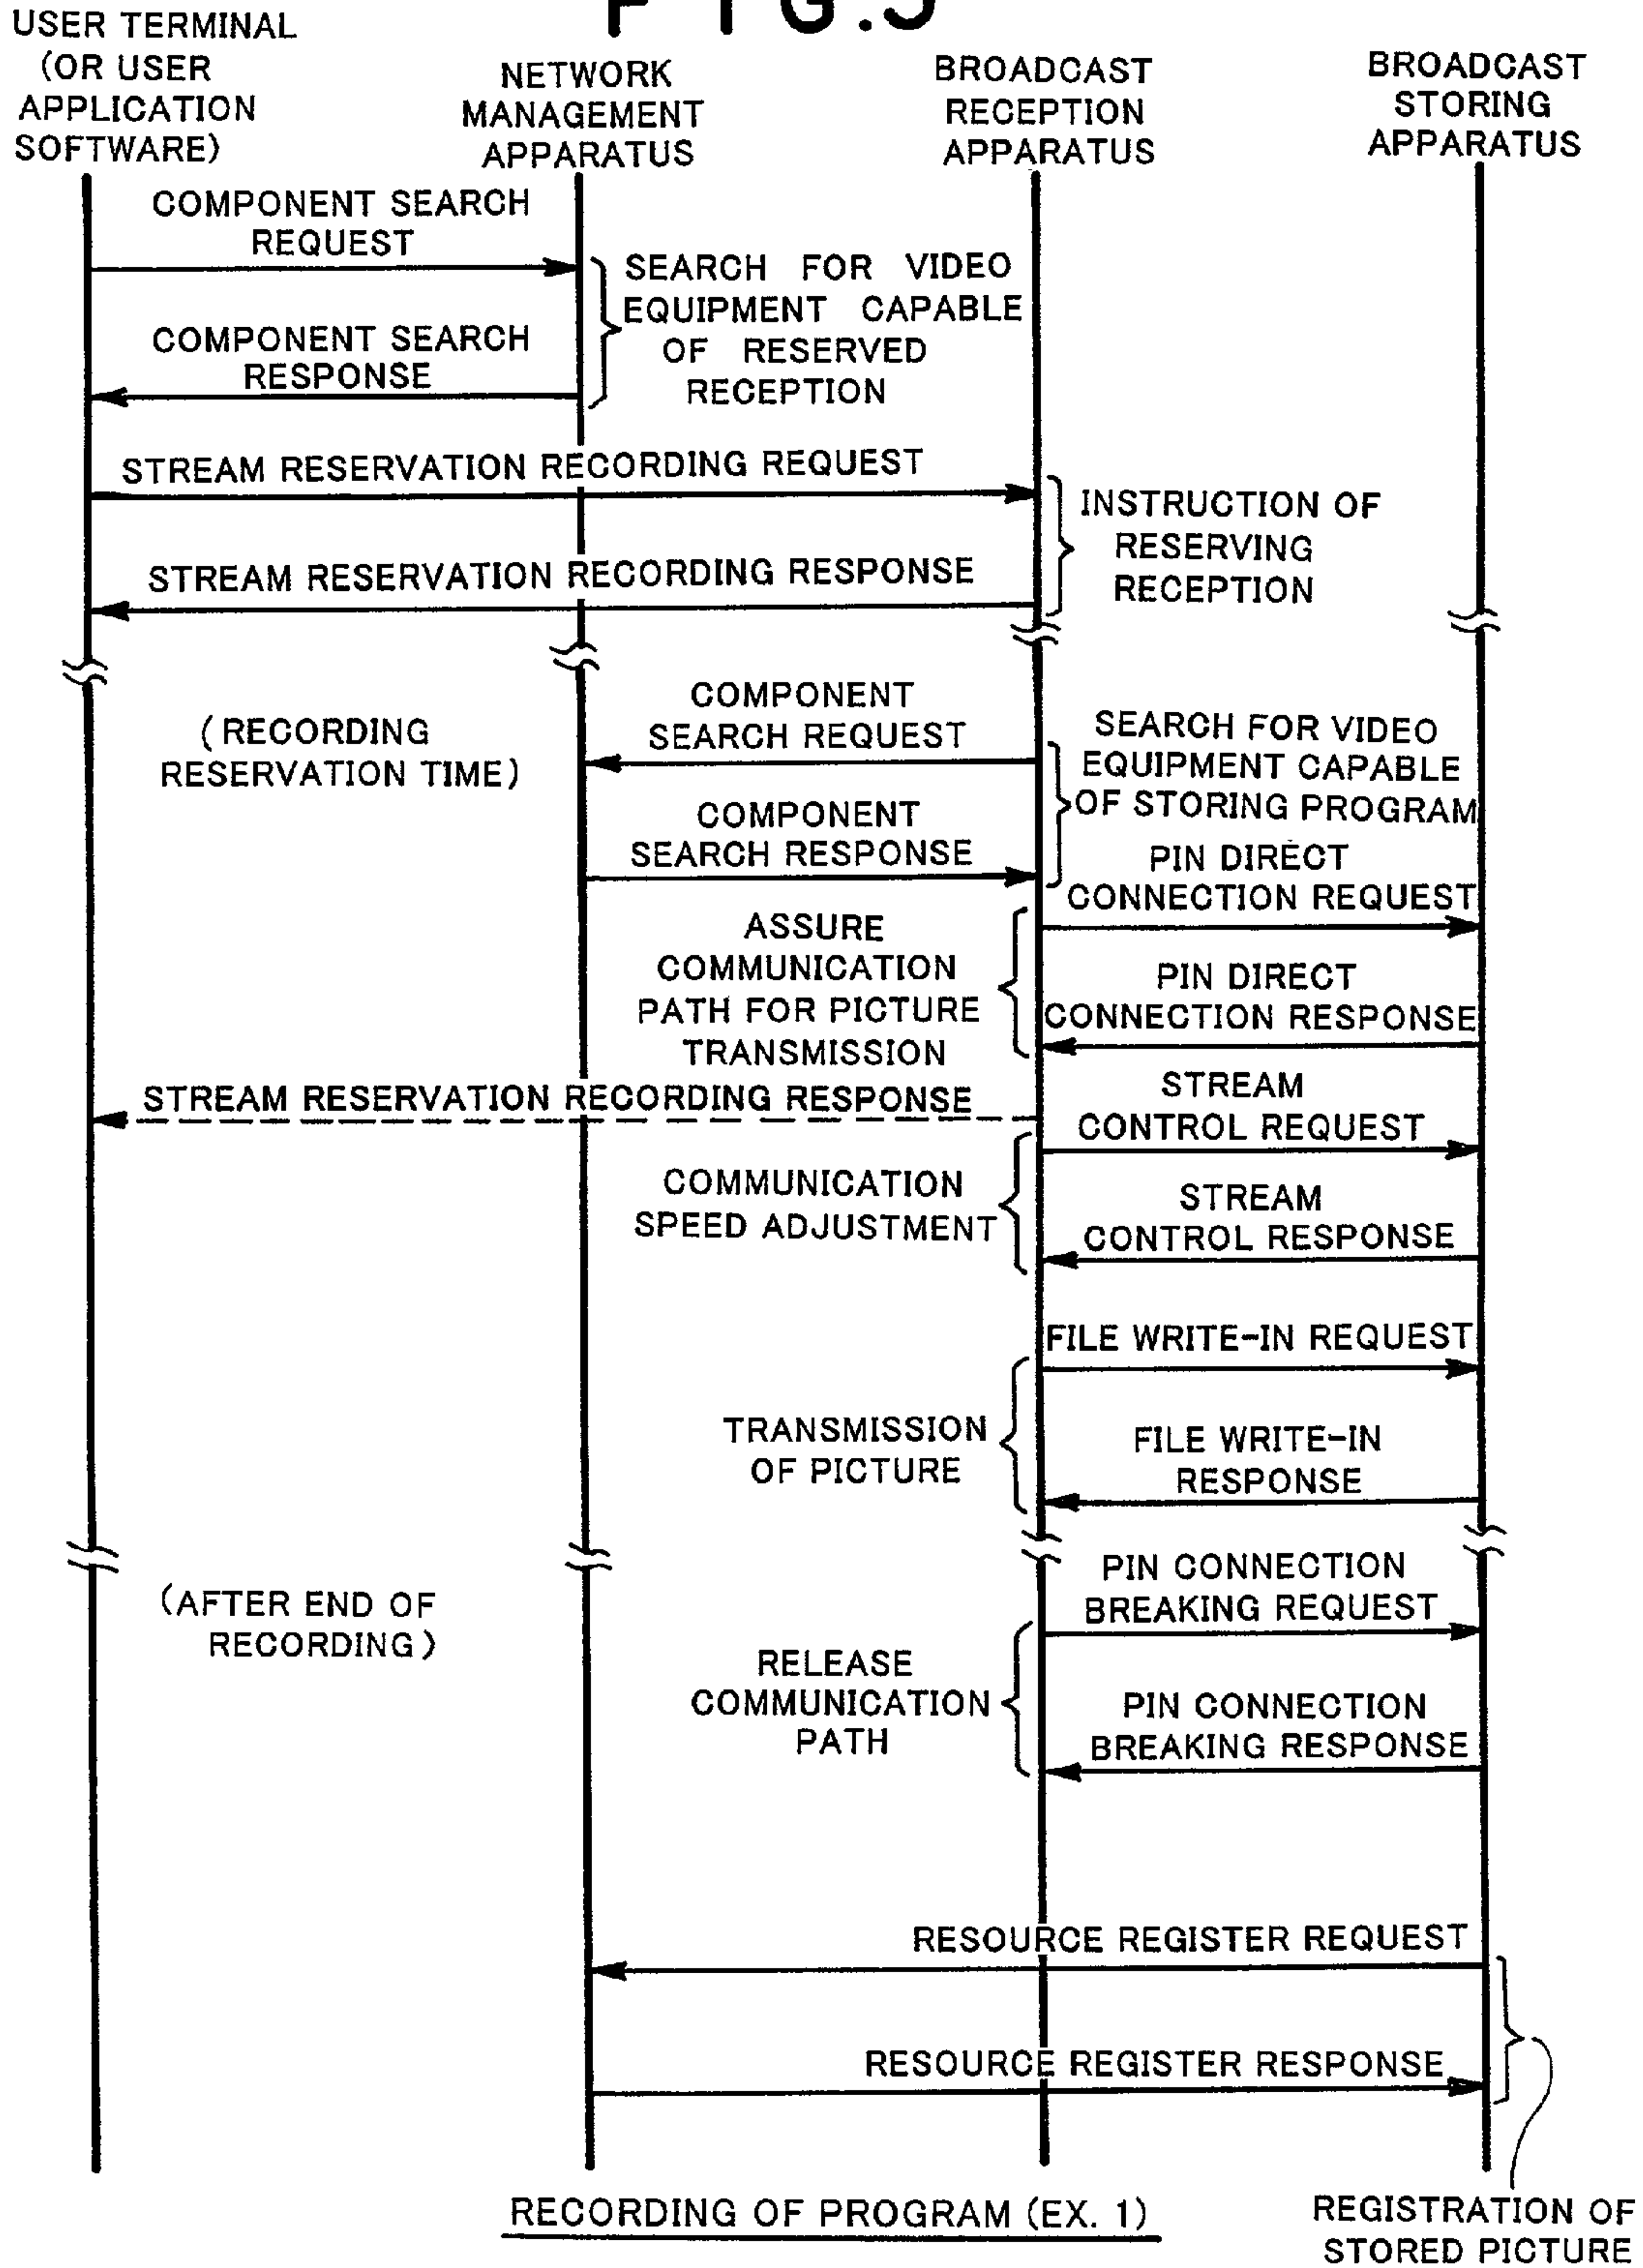 FIG.5
USER TERMINAL
(OR USER
APPLICATION
SOFTWARE)
NETWORK
MANAGEMENT
APPARATUS
BROADCAST
RECEPTION
APPARATUS
BROADCAST
STORING
APPARATUS
COMPONENT SEARCH
REQUEST
SEARCH FOR VIDEO
EQUIPMENT CAPABLE
OF RESERVED
RECEPTION
COMPONENT SEARCH
RESPONSE
STREAM RESERVATION RECORDING REQUEST
INSTRUCTION OF
RESERVING
RECEPTION
STREAM RESERVATION RECORDING RESPONSE
(RECORDING
RESERVATION TIME)
COMPONENT
SEARCH REQUEST
SEARCH FOR VIDEO
EQUIPMENT CAPABLE
OF STORING PROGRAM
COMPONENT
SEARCH RESPONSE
PIN DIRECT
CONNECTION REQUEST
ASSURE
COMMUNICATION
PATH FOR PICTURE
TRANSMISSION
PIN DIRECT
CONNECTION RESPONSE
STREAM RESERVATION RECORDING RESPONSE
STREAM
CONTROL REQUEST
COMMUNICATION
SPEED ADJUSTMENT
STREAM
CONTROL RESPONSE
FILE WRITE-IN REQUEST
TRANSMISSION
OF PICTURE
FILE WRITE-IN
RESPONSE
(AFTER END OF
RECORDING)
PIN CONNECTION
BREAKING REQUEST
RELEASE
COMMUNICATION
PATH
PIN CONNECTION
BREAKING RESPONSE
RESOURCE REGISTER REQUEST
RESOURCE REGISTER RESPONSE
RECORDING OF PROGRAM (EX. 1)
REGISTRATION OF
STORED PICTURE